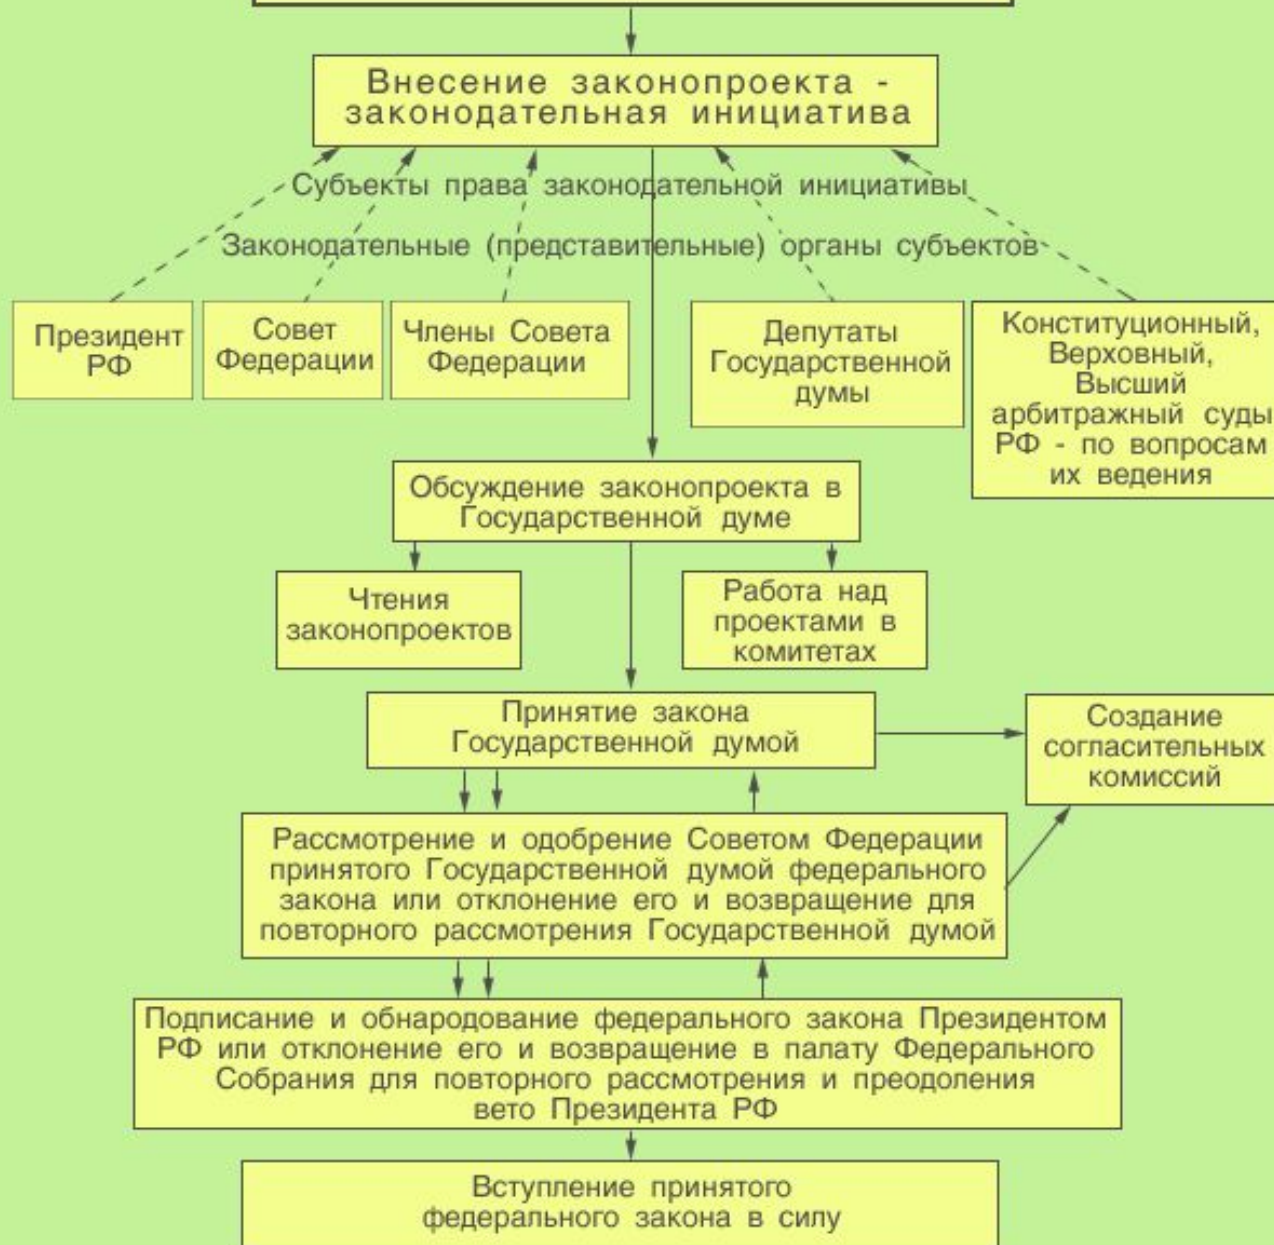 Внесение законопроекта -
законодательная инициатива
Субъекты права законодательной инициативы
Законодательные (представительные) органы субъектов
Президент
РФ
Совет
Федерации
Члены Совета
Федерации
Депутаты
Государственной
думы
Конституционный,
Верховный,
Высший
арбитражный суды
РФ - по вопросам
их ведения
Обсуждение законопроекта в
Государственной думе
Чтения
законопроектов
Работа над
проектами в
комитетах
Принятие закона
Государственной думой
Создание
согласительных
комиссий
Рассмотрение и одобрение Советом Федерации
принятого Государственной думой федерального
закона или отклонение его и возвращение для
повторного рассмотрения Государственной думой
Подписание и обнародование федерального закона Президентом
РФ или отклонение его и возвращение в палату Федерального
Собрания для повторного рассмотрения и преодоления
вето Президента РФ
Вступление принятого
федерального закона в силу